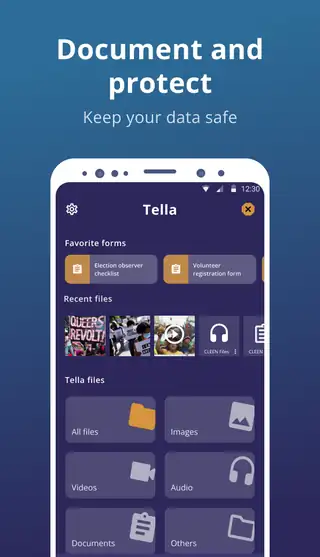 Document and
protect
Keep your data safe
12:30
Tella
Favorite forms
Election observer
checklist
Volunteer
registration form
Recent files
QUEERS
REVOLT!
CLEEN Files
CLEEN
Tella files
All files
Images
Videos
Audio
Documents
Others